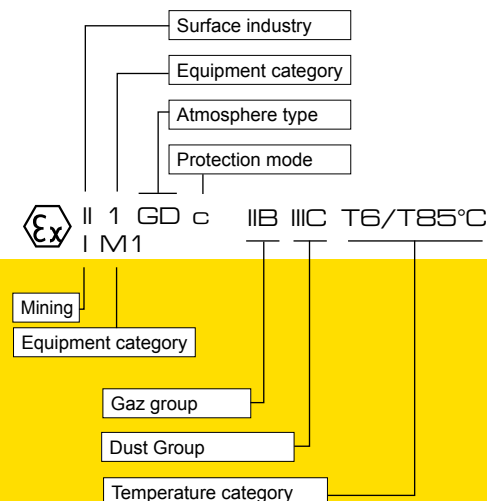 Surface industry
Equipment category
Atmosphere type
Protection mode
Ex II 1 GD c IIB IIIC T6/T85°C
I M1
Mining
Equipment category
Gaz group
Dust Group
Temperature category